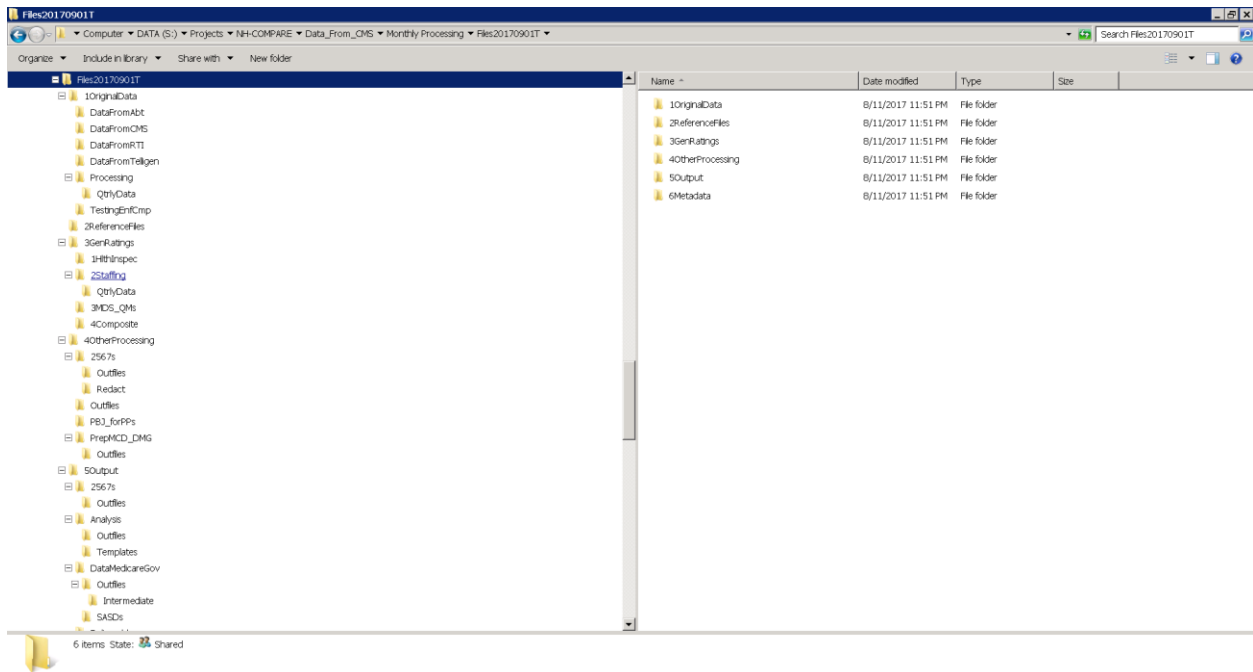 Files20170901T
Computer ▾ DATA (S:) ▾ Projects ▾ NH-COMPARE ▾ Data_From_CMS ▾ Monthly Processing ▾ Files20170901T ▾
Search Files20170901T
Organize ▾ Include in library ▾ Share with ▾ New folder
Files20170901T
1OriginalData
DataFromAbt
DataFromCMS
DataFromRTI
DataFromTelligen
Processing
QtrlyData
TestingEnfCmp
2ReferenceFiles
3GenRatings
1HlthInspec
2Staffing
QtrlyData
3MDS_QMs
4Composite
4OtherProcessing
2567s
Outfiles
Redact
Outfiles
PBJ_forPPs
PrepMCD_DMG
Outfiles
5Output
2567s
Outfiles
Analysis
Outfiles
Templates
DataMedicareGov
Outfiles
Intermediate
SASDs
Name Date modified Type Size
1OriginalData 8/11/2017 11:51 PM File folder
2ReferenceFiles 8/11/2017 11:51 PM File folder
3GenRatings 8/11/2017 11:51 PM File folder
4OtherProcessing 8/11/2017 11:51 PM File folder
5Output 8/11/2017 11:51 PM File folder
6Metadata 8/11/2017 11:51 PM File folder
6 items State: Shared